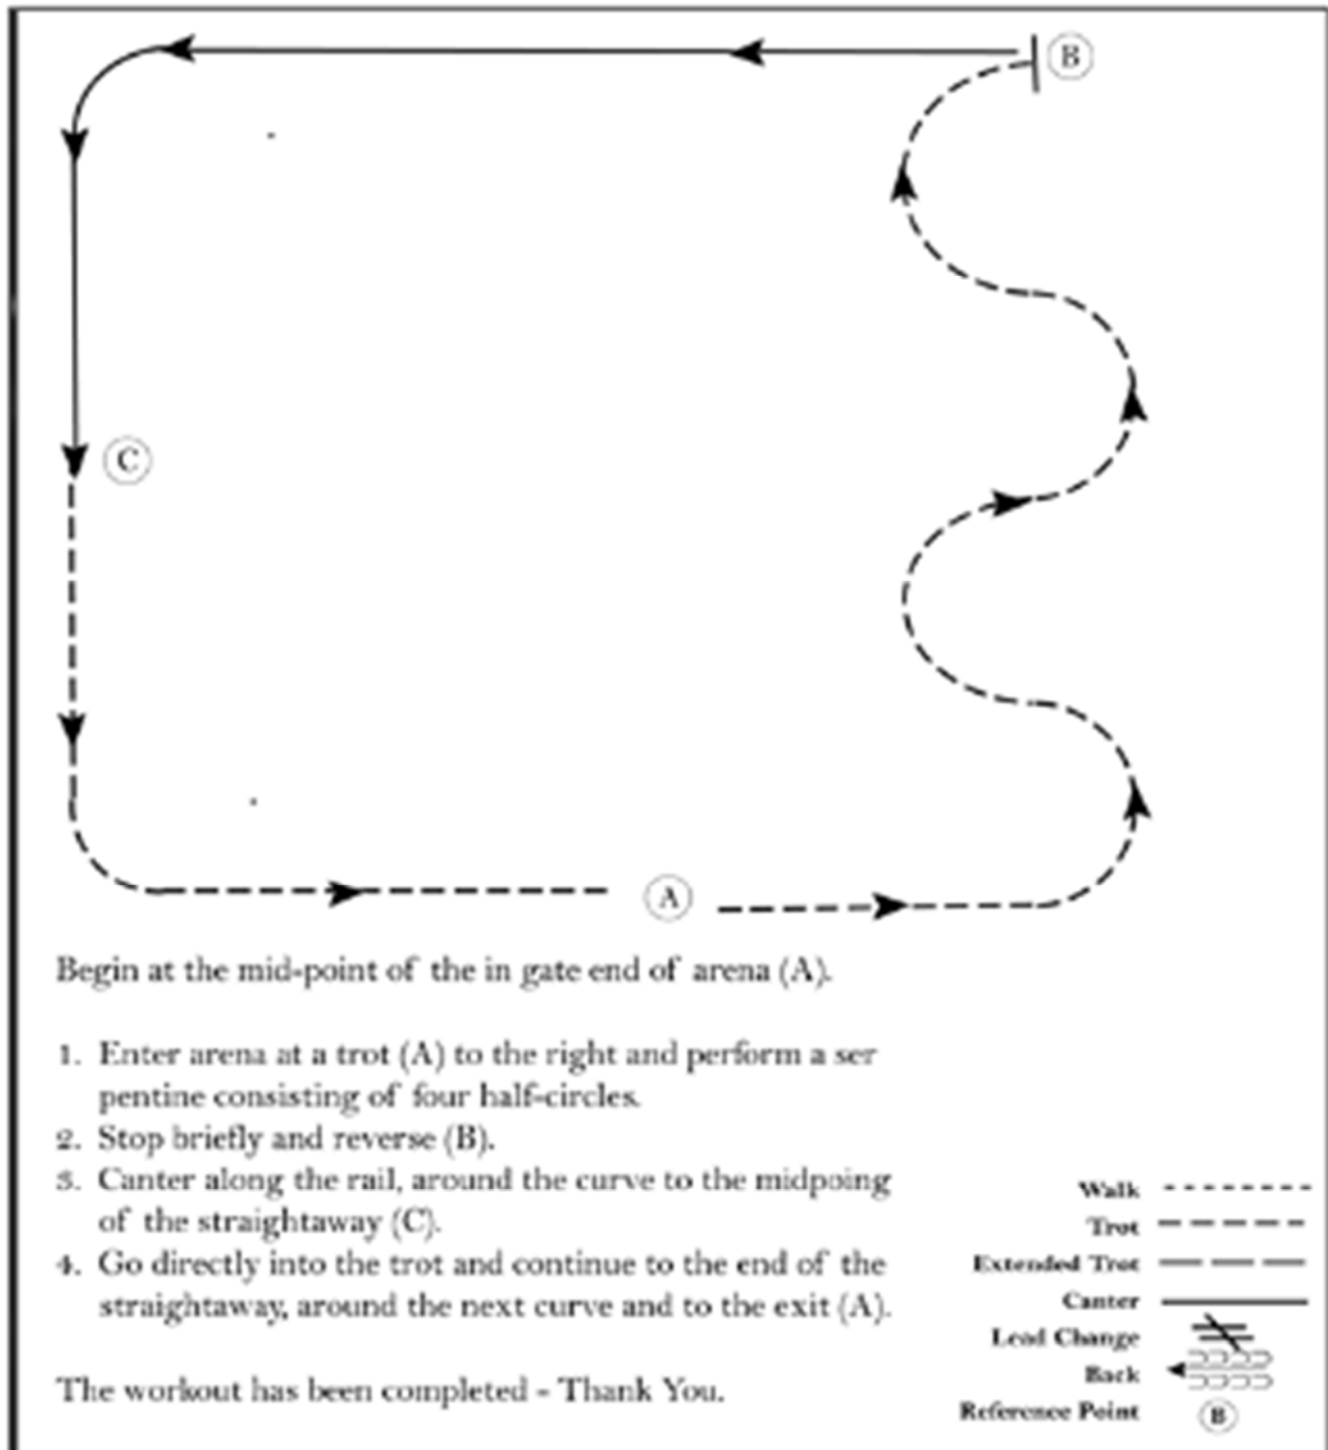 B
C
A
Begin at the mid-point of the in gate end of arena (A).
1. Enter arena at a trot (A) to the right and perform a ser
pentine consisting of four half-circles.
2. Stop briefly and reverse (B).
3. Canter along the rail, around the curve to the midpoing
of the straightaway (C).
4. Go directly into the trot and continue to the end of the
straightaway, around the next curve and to the exit (A).
The workout has been completed - Thank You.
Walk
Trot
Extended Trot
Canter
Lead Change
Back
Reference Point B